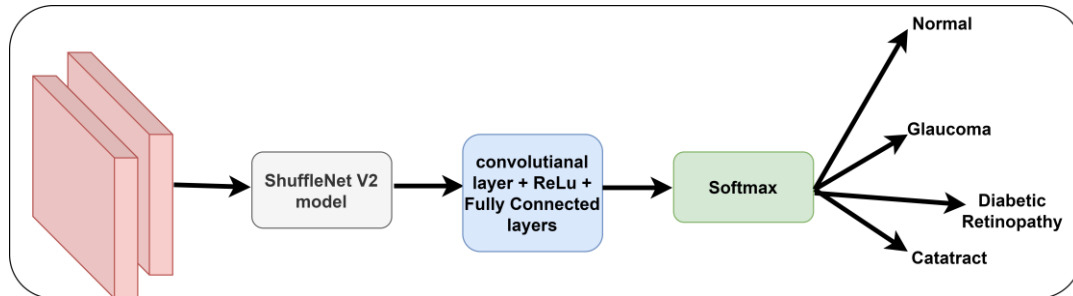 Normal
Glaucoma
ShuffleNet V2
model
convolutianal
layer + ReLu +
Fully Connected
layers
Softmax
Diabetic
Retinopathy
Catatract